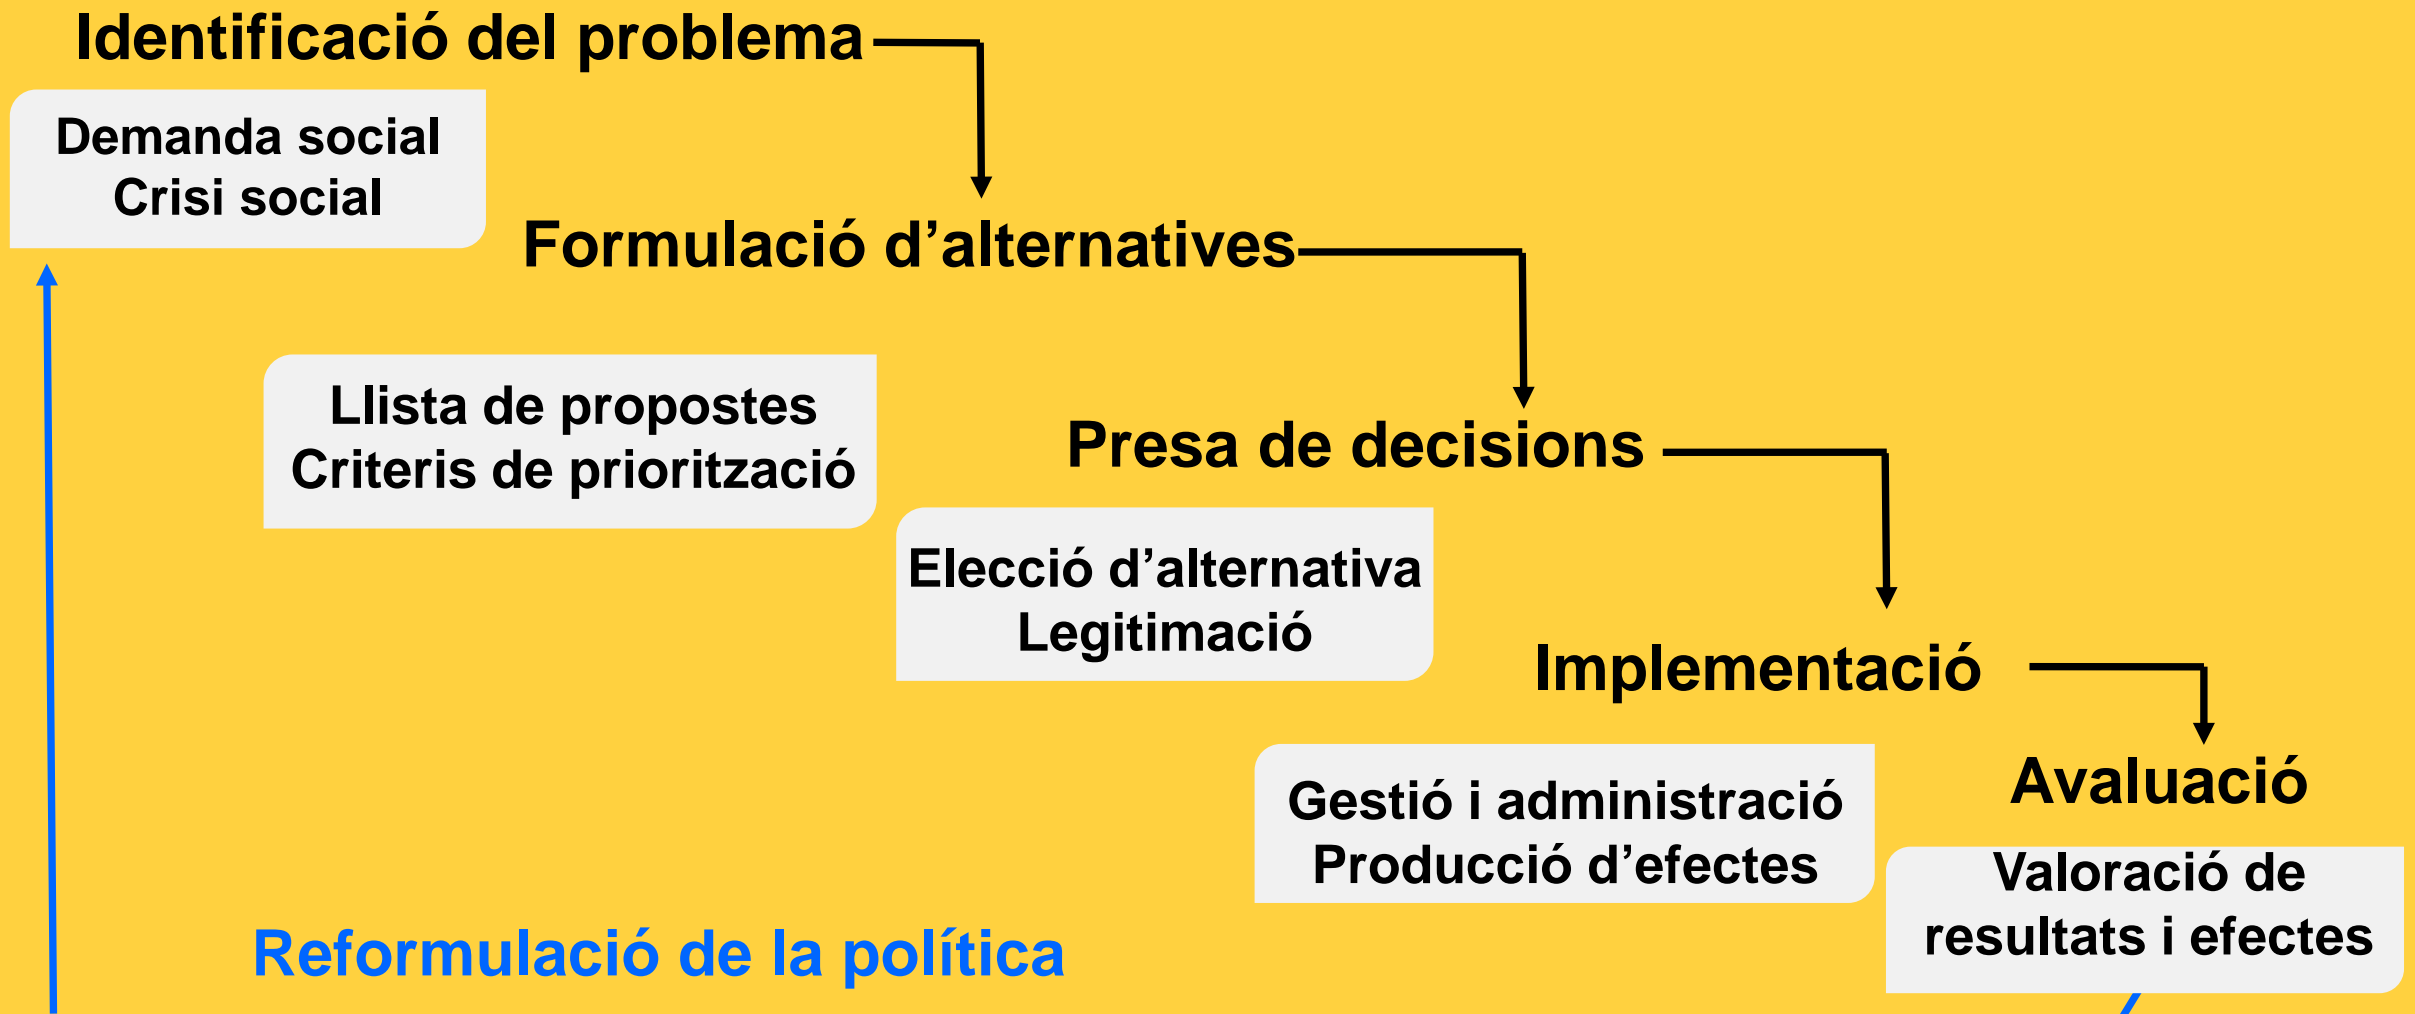 Identificació del problema
Demanda social
Crisi social
Formulació d’alternatives
Llista de propostes
Criteris de priorització
Presa de decisions
Elecció d’alternativa
Legitimació
Implementació
Gestió i administració
Producció d’efectes
Avaluació
Valoració de
resultats i efectes
Reformulació de la política